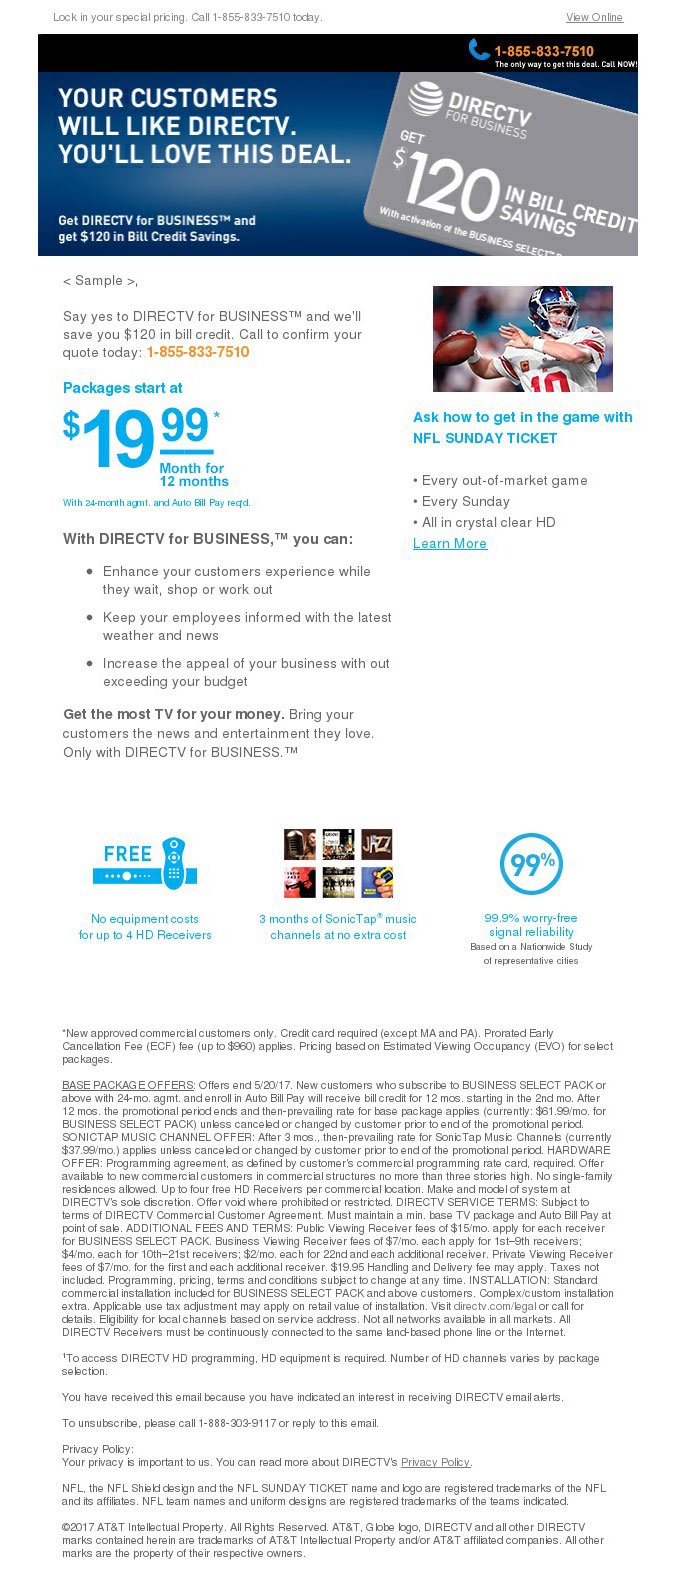 Lock in your special pricing. Call 1-855-833-7510 today.
View Online
1-855-833-7510
The only way to get this deal. Call NOW!
YOUR CUSTOMERS
WILL LIKE DIRECTV.
YOU'LL LOVE THIS DEAL.
Get DIRECTV for BUSINESS™ and
get $120 in Bill Credit Savings.
DIRECTV
FOR BUSINESS
GET
$120 IN BILL CREDIT
SAVINGS
With activation of the BUSINESS SELECT™
< Sample >,
Say yes to DIRECTV for BUSINESS™ and we'll
save you $120 in bill credit. Call to confirm your
quote today: 1-855-833-7510
Packages start at
$19 99*
Month for
12 months
With 24-month agmt. and Auto Bill Pay req'd.
With DIRECTV for BUSINESS,™ you can:
• Enhance your customers experience while
they wait, shop or work out
• Keep your employees informed with the latest
weather and news
• Increase the appeal of your business with out
exceeding your budget
Get the most TV for your money. Bring your
customers the news and entertainment they love.
Only with DIRECTV for BUSINESS.™
10
Ask how to get in the game with
NFL SUNDAY TICKET
• Every out-of-market game
• Every Sunday
• All in crystal clear HD
Learn More
FREE
No equipment costs
for up to 4 HD Receivers
JAZZ
3 months of SonicTap® music
channels at no extra cost
99%
99.9% worry-free
signal reliability
Based on a Nationwide Study
of representative cities
*New approved commercial customers only. Credit card required (except MA and PA). Prorated Early
Cancellation Fee (ECF) fee (up to $960) applies. Pricing based on Estimated Viewing Occupancy (EVO) for select
packages.
BASE PACKAGE OFFERS: Offers end 5/20/17. New customers who subscribe to BUSINESS SELECT PACK or
above with 24-mo. agmt. and enroll in Auto Bill Pay will receive bill credit for 12 mos. starting in the 2nd mo. After
12 mos. the promotional period ends and then-prevailing rate for base package applies (currently: $61.99/mo. for
BUSINESS SELECT PACK) unless canceled or changed by customer prior to end of the promotional period.
SONICTAP MUSIC CHANNEL OFFER: After 3 mos., then-prevailing rate for SonicTap Music Channels (currently
$37.99/mo.) applies unless canceled or changed by customer prior to end of the promotional period. HARDWARE
OFFER: Programming agreement, as defined by customer's commercial programming rate card, required. Offer
available to new commercial customers in commercial structures no more than three stories high. No single-family
residences allowed. Up to four free HD Receivers per commercial location. Make and model of system at
DIRECTV's sole discretion. Offer void where prohibited or restricted. DIRECTV SERVICE TERMS: Subject to
terms of DIRECTV Commercial Customer Agreement. Must maintain a min. base TV package and Auto Bill Pay at
point of sale. ADDITIONAL FEES AND TERMS: Public Viewing Receiver fees of $15/mo. apply for each receiver
for BUSINESS SELECT PACK. Business Viewing Receiver fees of $7/mo. each apply for 1st–9th receivers;
$4/mo. each for 10th–21st receivers; $2/mo. each for 22nd and each additional receiver. Private Viewing Receiver
fees of $7/mo. for the first and each additional receiver. $19.95 Handling and Delivery fee may apply. Taxes not
included. Programming, pricing, terms and conditions subject to change at any time. INSTALLATION: Standard
commercial installation included for BUSINESS SELECT PACK and above customers. Complex/custom installation
extra. Applicable use tax adjustment may apply on retail value of installation. Visit directv.com/legal or call for
details. Eligibility for local channels based on service address. Not all networks available in all markets. All
DIRECTV Receivers must be continuously connected to the same land-based phone line or the Internet.
¹To access DIRECTV HD programming, HD equipment is required. Number of HD channels varies by package
selection.
You have received this email because you have indicated an interest in receiving DIRECTV email alerts.
To unsubscribe, please call 1-888-303-9117 or reply to this email.
Privacy Policy:
Your privacy is important to us. You can read more about DIRECTV's Privacy Policy.
NFL, the NFL Shield design and the NFL SUNDAY TICKET name and logo are registered trademarks of the NFL
and its affiliates. NFL team names and uniform designs are registered trademarks of the teams indicated.
©2017 AT&T Intellectual Property. All Rights Reserved. AT&T, Globe logo, DIRECTV and all other DIRECTV
marks contained herein are trademarks of AT&T Intellectual Property and/or AT&T affiliated companies. All other
marks are the property of their respective owners.